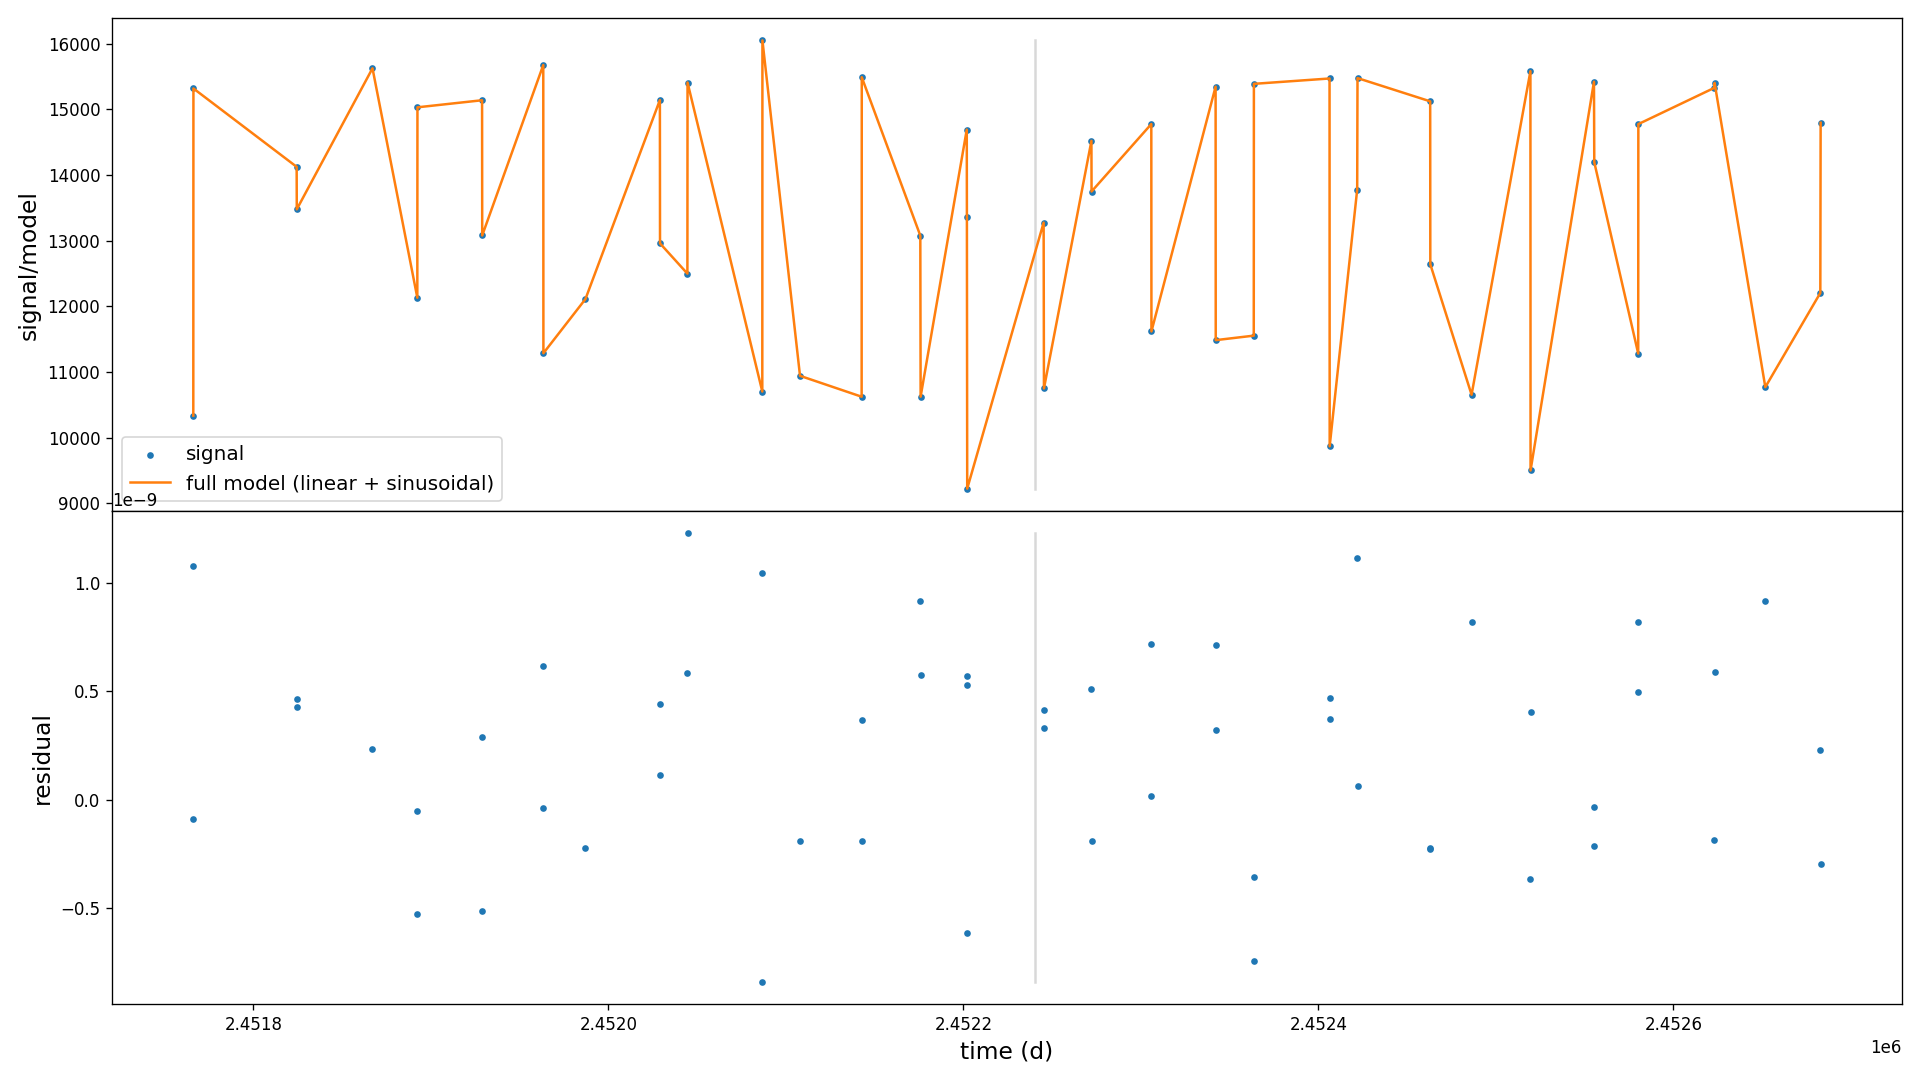 16000
15000
14000
13000
12000
11000
10000
9000
signal/model
signal
full model (linear + sinusoidal)
1e−9
1.0
0.5
0.0
−0.5
residual
2.4518 2.4520 2.4522 2.4524 2.4526
1e6
time (d)